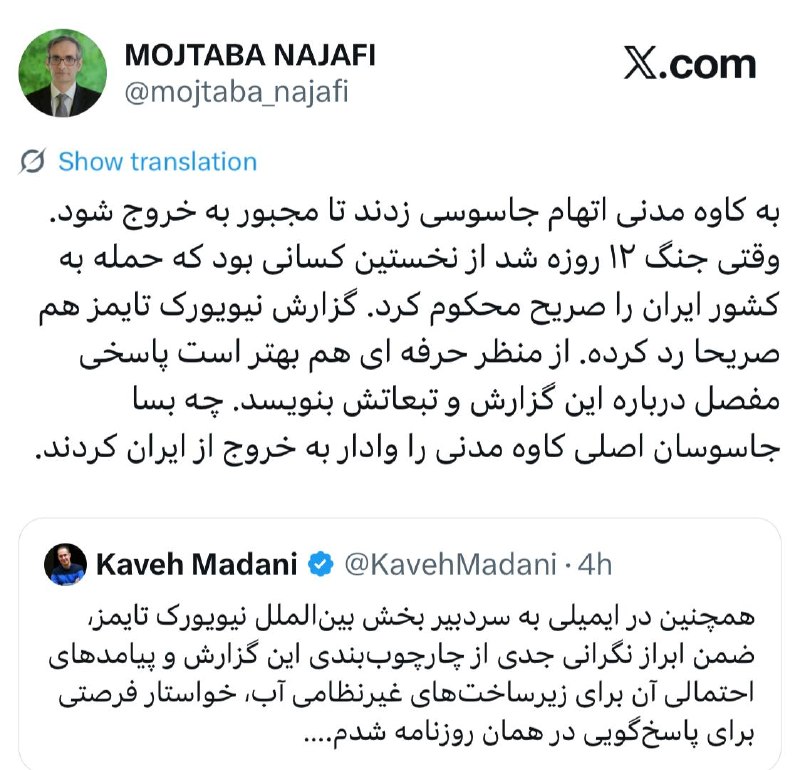 MOJTABA NAJAFI
@mojtaba_najafi
X.com
Show translation
به کاوه مدنی اتهام جاسوسی زدند تا مجبور به خروج شود.
وقتی جنگ ۱۲ روزه شد از نخستین کسانی بود که حمله به
کشور ایران را صریح محکوم کرد. گزارش نیویورک تایمز هم
صریحا رد کرده. از منظر حرفه ای هم بهتر است پاسخی
مفصل درباره این گزارش و تبعاتش بنویسد. چه بسا
جاسوسان اصلی کاوه مدنی را وادار به خروج از ایران کردند.
Kaveh Madani @KavehMadani · 4h
همچنین در ایمیلی به سردبیر بخش بین‌الملل نیویورک تایمز،
ضمن ابراز نگرانی جدی از چارچوب‌بندی این گزارش و پیامدهای
احتمالی آن برای زیرساخت‌های غیرنظامی آب، خواستار فرصتی
برای پاسخ‌گویی در همان روزنامه شدم....